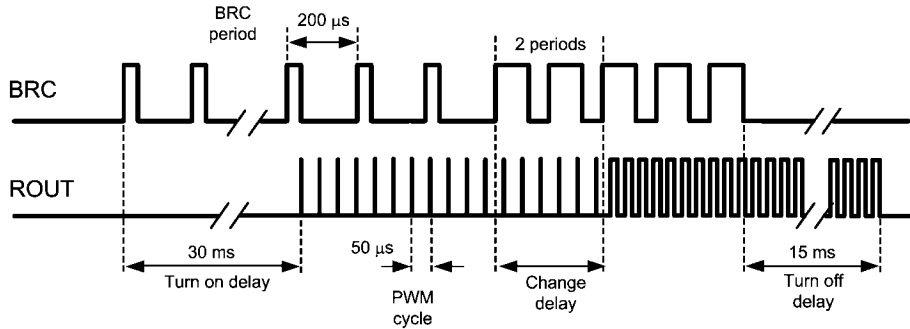 BRC
period
200 μs
2 periods
BRC
ROUT
30 ms
Turn on delay
50 μs
PWM
cycle
Change
delay
15 ms
Turn off
delay